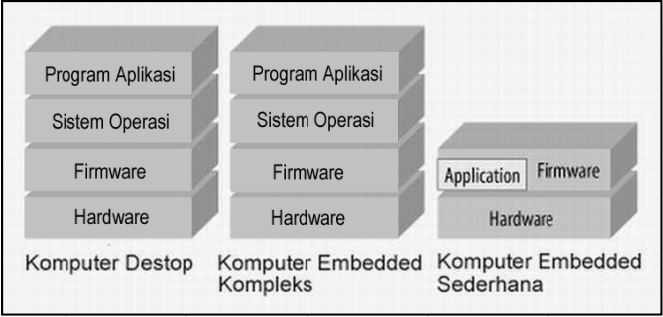 Program Aplikasi
Sistem Operasi
Firmware
Hardware
Komputer Destop
Program Aplikasi
Sistem Operasi
Firmware
Hardware
Komputer Embedded
Kompleks
Application Firmware
Hardware
Komputer Embedded
Sederhana